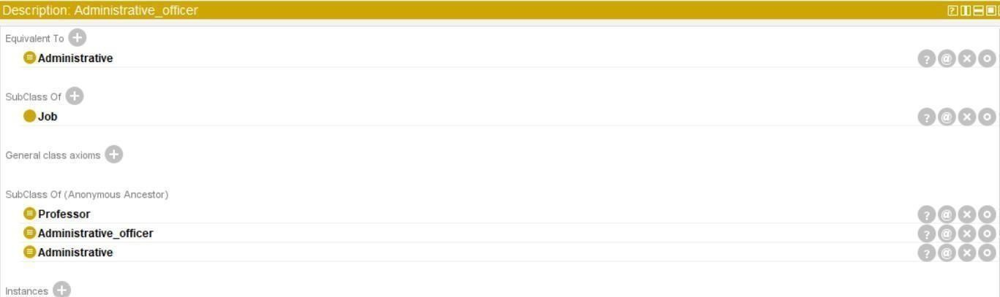 Description: Administrative_officer
Equivalent To
Administrative
SubClass Of
Job
General class axioms
SubClass Of (Anonymous Ancestor)
Professor
Administrative_officer
Administrative
Instances